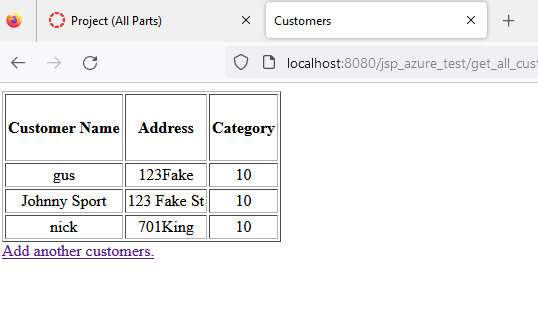 Project (All Parts)
Customers
localhost:8080/jsp_azure_test/get_all_cust
Customer Name Address Category
gus 123Fake 10
Johnny Sport 123 Fake St 10
nick 701King 10
Add another customers.